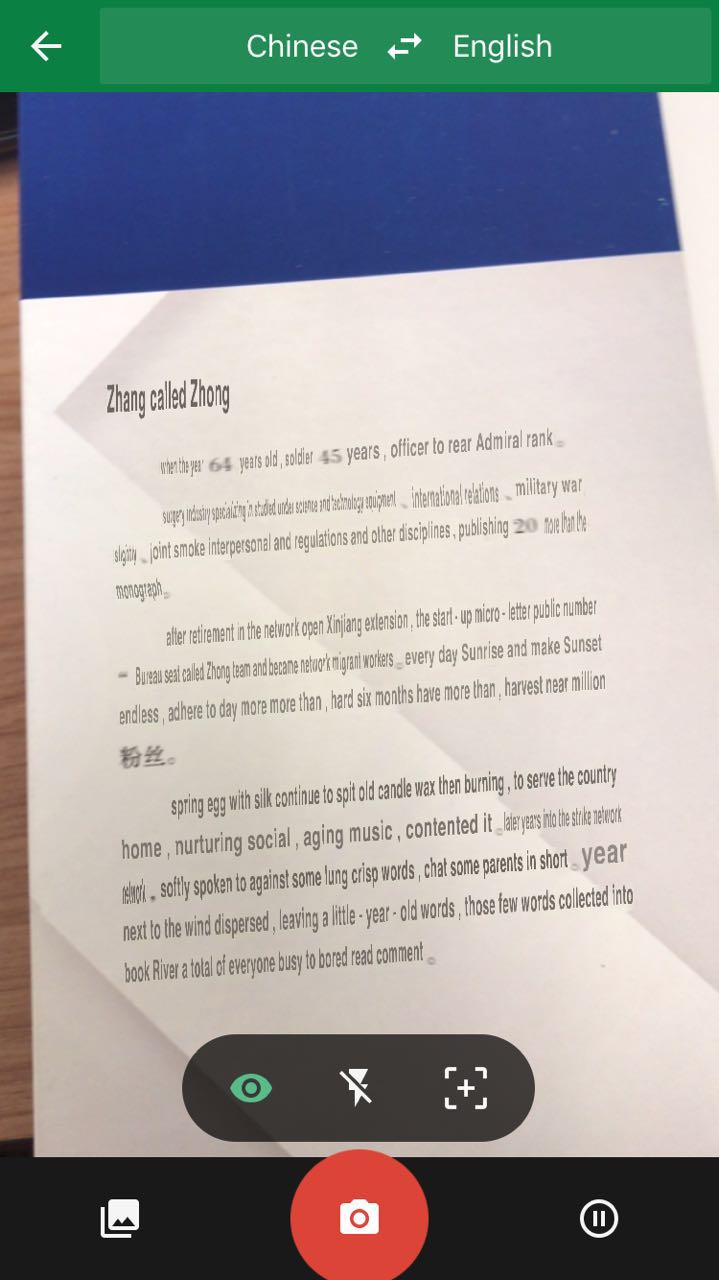 Chinese English
Zhang called Zhong
when the year 64 years old , soldier 45 years , officer to rear Admiral rank 。
surgery industry specializing in studied under science and technology equipment 、 international relations 、 military war
slightly 、 joint smoke interpersonal and regulations and other disciplines , publishing 20 more than the
monograph 。
after retirement in the network open Xinjiang extension , the start - up micro - letter public number
– Bureau seat called Zhong team and became network migrant workers 。 every day Sunrise and make Sunset
endless , adhere to day more more than , hard six months have more than , harvest near million
粉丝。
spring egg with silk continue to spit old candle wax then burning , to serve the country
home , nurturing social , aging music , contented it 。 later years into the strike network
network , softly spoken to against some lung crisp words , chat some parents in short 。 year
next to the wind dispersed , leaving a little - year - old words , those few words collected into
book River a total of everyone busy to bored read comment 。